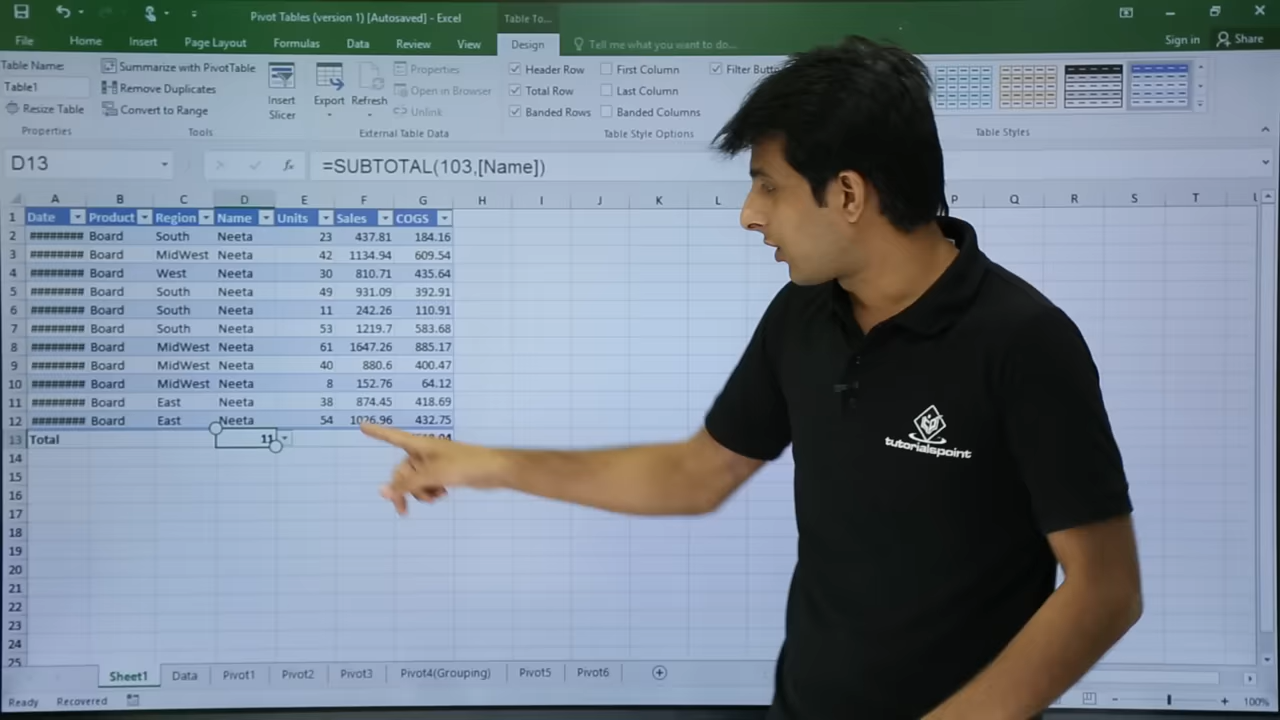 Pivot Tables (version 1) [Autosaved] - Excel
Table To...
File Home Insert Page Layout Formulas Data Review View Design Tell me what you want to do... Sign in Share
Table Name:
Table1
Resize Table
Properties
Summarize with PivotTable
Remove Duplicates
Convert to Range
Tools
Insert Slicer
Export
Refresh
Properties
Open in Browser
Unlink
External Table Data
Header Row First Column
Total Row Last Column
Banded Rows Banded Columns
Table Style Options
Table Styles
D13 fx =SUBTOTAL(103,[Name])
A B C D E F G H I J K L P Q R S T
1 Date Product Region Name Units Sales COGS
2 ######## Board South Neeta 23 437.81 184.16
3 ######## Board MidWest Neeta 42 1134.94 609.54
4 ######## Board West Neeta 30 810.71 435.64
5 ######## Board South Neeta 49 931.09 392.91
6 ######## Board South Neeta 11 242.26 110.91
7 ######## Board South Neeta 53 1219.7 583.68
8 ######## Board MidWest Neeta 61 1647.26 885.17
9 ######## Board MidWest Neeta 40 880.6 400.47
10 ######## Board MidWest Neeta 8 152.76 64.12
11 ######## Board East Neeta 38 874.45 418.69
12 ######## Board East Neeta 54 1026.96 432.75
13 Total 11
14
15
16
17
18
19
20
21
22
23
24
25
Sheet1 Data Pivot1 Pivot2 Pivot3 Pivot4(Grouping) Pivot5 Pivot6
Ready Recovered 100%
tutorialspoint